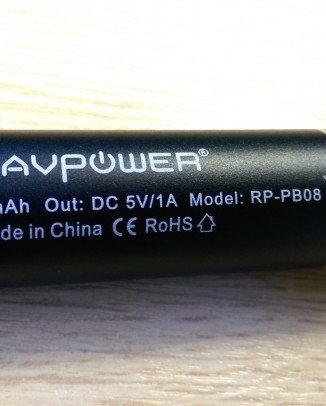 AVPOWER®
mAh Out: DC 5V/1A Model: RP-PB08
de in China CE RoHS